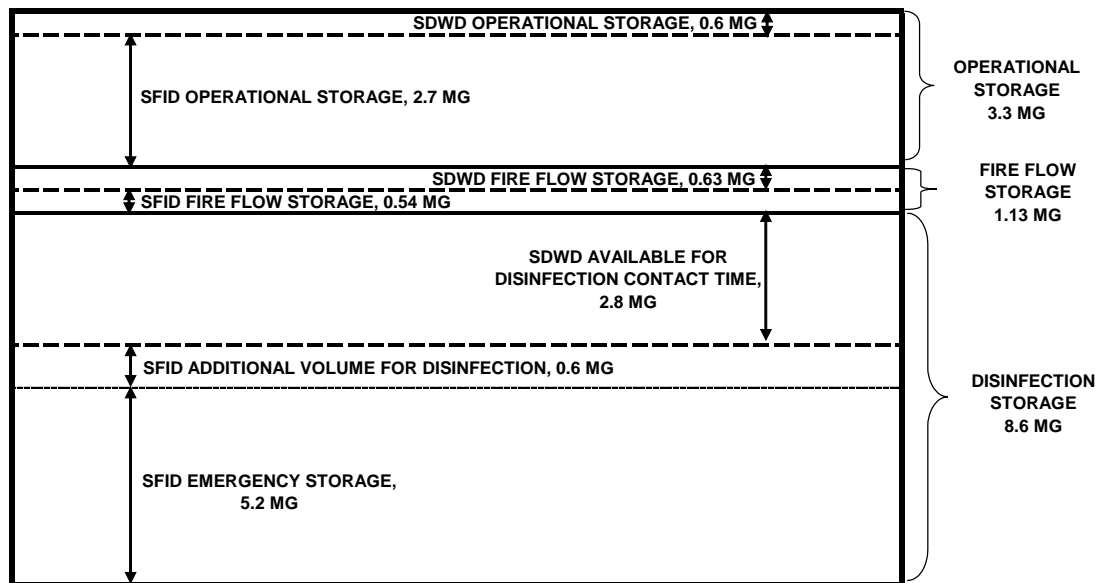 SDWD OPERATIONAL STORAGE, 0.6 MG
SFID OPERATIONAL STORAGE, 2.7 MG
OPERATIONAL
STORAGE
3.3 MG
SDWD FIRE FLOW STORAGE, 0.63 MG
SFID FIRE FLOW STORAGE, 0.54 MG
FIRE FLOW
STORAGE
1.13 MG
SDWD AVAILABLE FOR
DISINFECTION CONTACT TIME,
2.8 MG
SFID ADDITIONAL VOLUME FOR DISINFECTION, 0.6 MG
SFID EMERGENCY STORAGE,
5.2 MG
DISINFECTION
STORAGE
8.6 MG